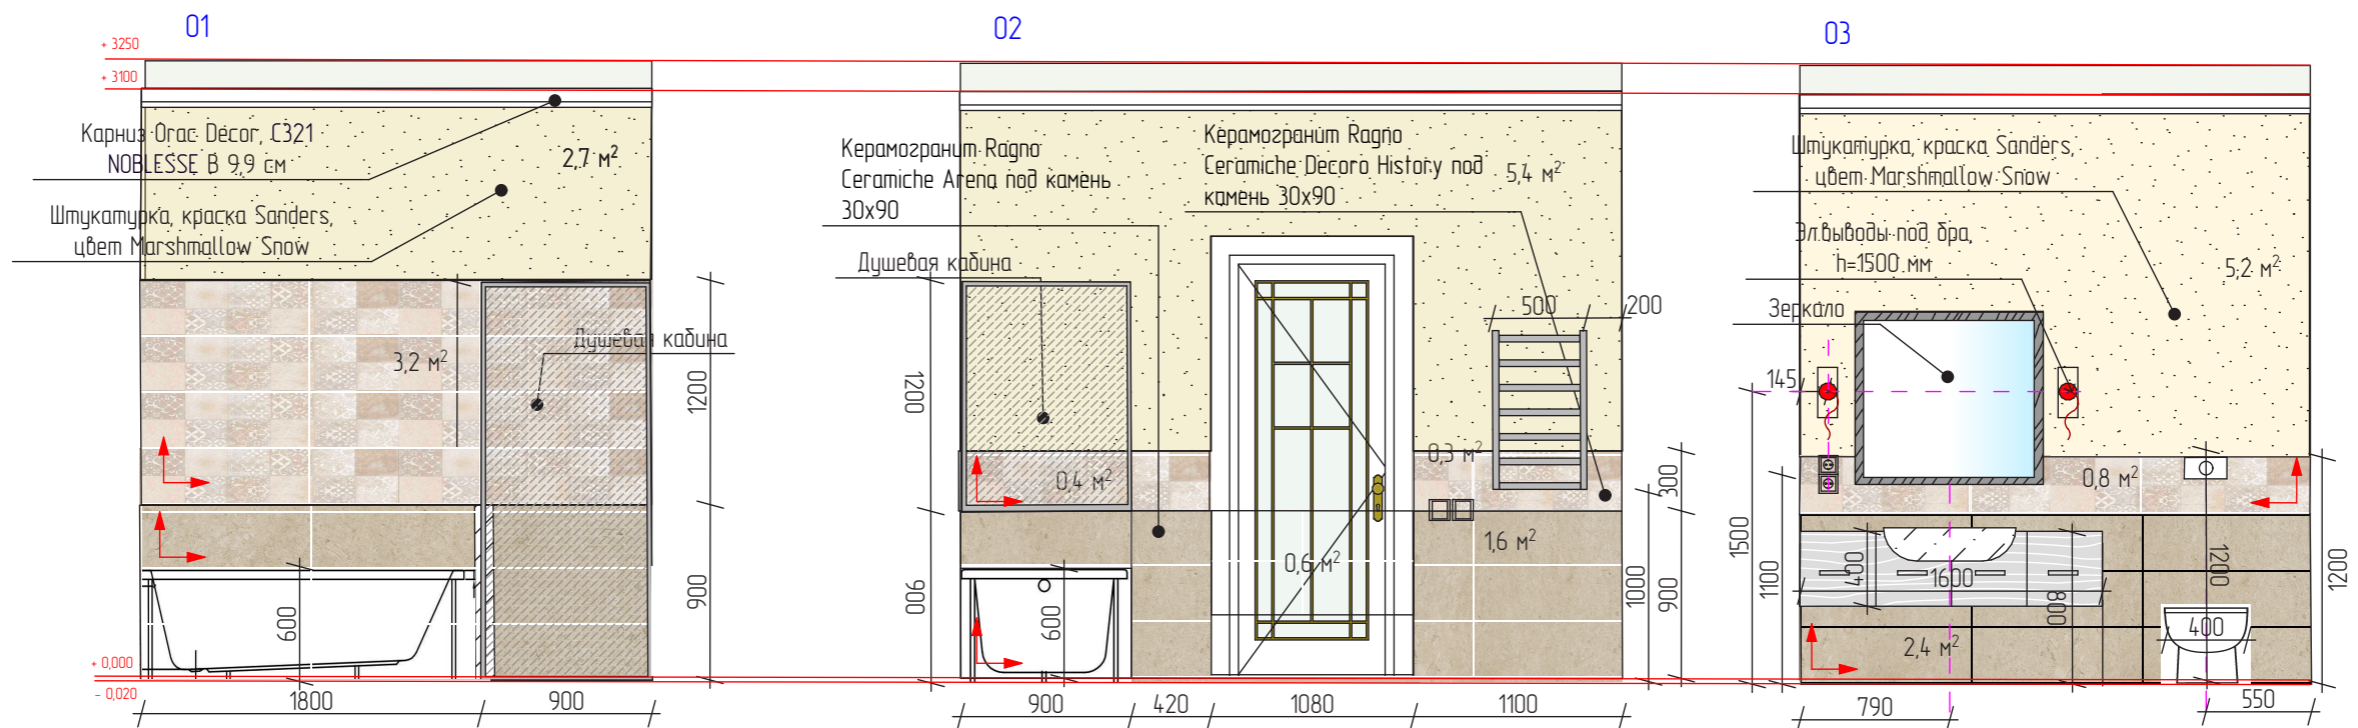 01
02
03
+ 3250
+ 3100
Карниз Orac Decor, C321
NOBLESSE В 9,9 см
2,7 м²
Штукатурка, краска Sanders,
цвет Marshmallow Snow
3,2 м²
Душевая кабина
1200
900
600
+ 0,000
- 0,020
1800
900
Керамогранит Ragno
Ceramiche Arena под камень
30x90
Керамогранит Ragno
Ceramiche Decoro History под
камень 30x90
5,4 м²
Душевая кабина
500
200
1200
0,4 м²
0,3 м²
300
1,6 м²
0,6 м²
900
600
1000
900
900
420
1080
1100
Штукатурка, краска Sanders,
цвет Marshmallow Snow
Эл.выводы под бра,
h=1500 мм
5,2 м²
Зеркало
145
0,8 м²
1500
1100
400
1600
800
1200
1200
400
2,4 м²
790
550